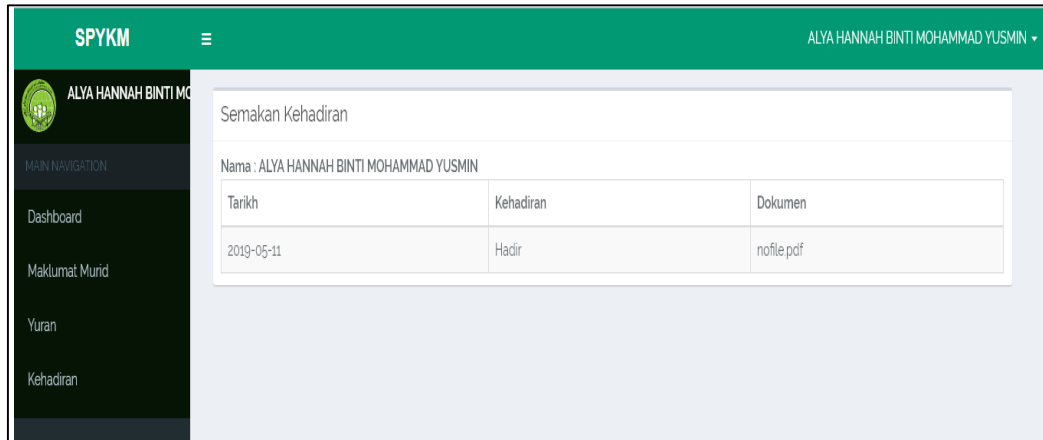 SPYKM ALYA HANNAH BINTI MOHAMMAD YUSMIN
ALYA HANNAH BINTI MO
MAIN NAVIGATION
Dashboard
Maklumat Murid
Yuran
Kehadiran
Semakan Kehadiran
Nama : ALYA HANNAH BINTI MOHAMMAD YUSMIN
Tarikh Kehadiran Dokumen
2019-05-11 Hadir nofile.pdf